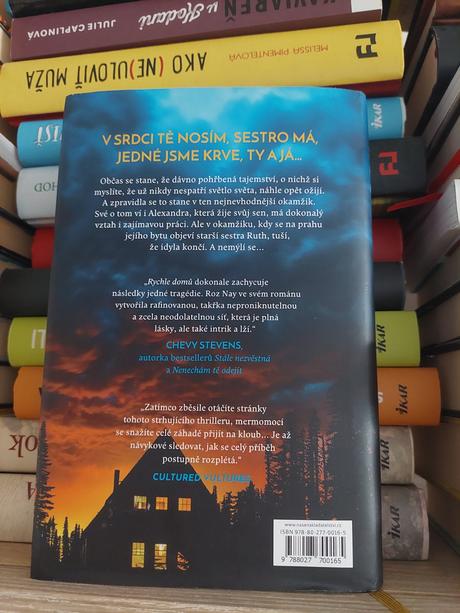 KAVIAREŇ
v Kodani
JULIE CAPLINOVÁ
AKO (NE)ULOVIŤ MUŽA
MELISSA PIMENTELOVÁ
IKAR
HOD
LI
IKAR
IKAR
IKAR
IKAR
V SRDCI TĚ NOSÍM, SESTRO MÁ,
JEDNÉ JSME KRVE, TY A JÁ...
Občas se stane, že dávno pohřbená tajemství, o nichž si
myslíte, že už nikdy nespatří světlo světa, náhle opět ožijí.
A zpravidla se to stane v ten nejnevhodnější okamžik.
Své o tom ví i Alexandra, která žije svůj sen, má dokonalý
vztah i zajímavou práci. Ale v okamžiku, kdy se na prahu
jejího bytu objeví starší sestra Ruth, tuší,
že idyla končí. A nemýlí se...
„Rychle domů dokonale zachycuje
následky jedné tragédie. Roz Nay ve svém románu
vytvořila rafinovanou, takřka neproniknutelnou
a zcela neodolatelnou síť, která je plná
lásky, ale také intrik a lží.“
CHEVY STEVENS,
autorka bestsellerů Stále nezvěstná
a Nenechám tě odejít
„Zatímco zběsile otáčíte stránky
tohoto strhujícího thrilleru, mermomocí
se snažíte celé záhadě přijít na kloub... Je až
návykové sledovat, jak se celý příběh
postupně rozplétá.“
CULTURED VULTURES
www.nasenakladatelstvi.cz
ISBN 978-80-277-0016-5
9 788027 700165